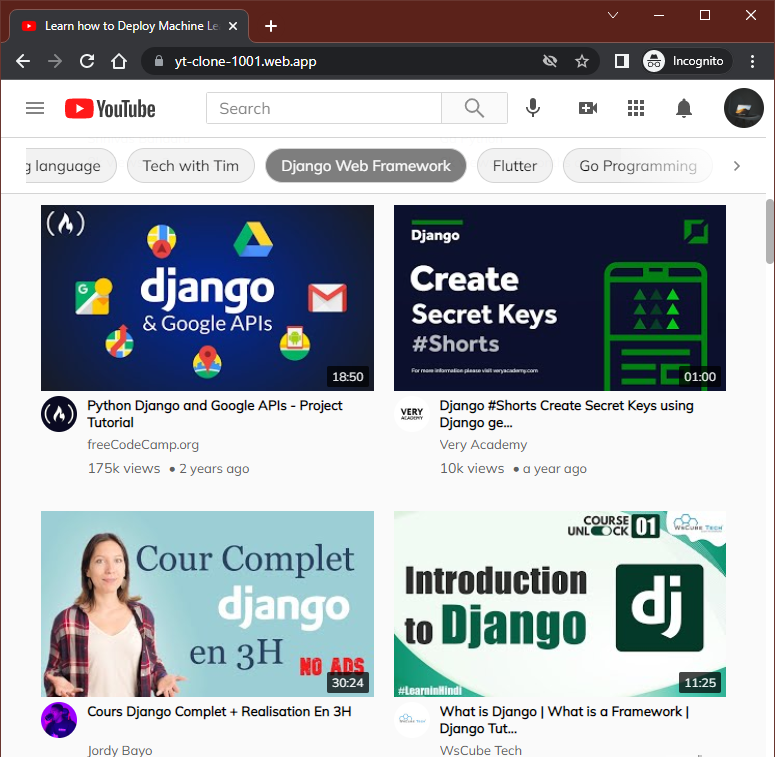 Learn how to Deploy Machine Le
yt-clone-1001.web.app
Incognito
YouTube
Search
g language
Tech with Tim
Django Web Framework
Flutter
Go Programming
django
& Google APIs
18:50
Python Django and Google APIs - Project
Tutorial
freeCodeCamp.org
175k views • 2 years ago
Django
Create
Secret Keys
#Shorts
For more information please visit veryacademy.com
01:00
VERY
ACADEMY
Django #Shorts Create Secret Keys using
Django ge...
Very Academy
10k views • a year ago
Cour Complet
django
en 3H
NO ADS
30:24
Cours Django Complet + Realisation En 3H
Jordy Bayo
COURSE
UNLOCK
01
WsCube Tech
Introduction
to Django
dj
#LearninHindi
11:25
What is Django | What is a Framework |
Django Tut...
WsCube Tech